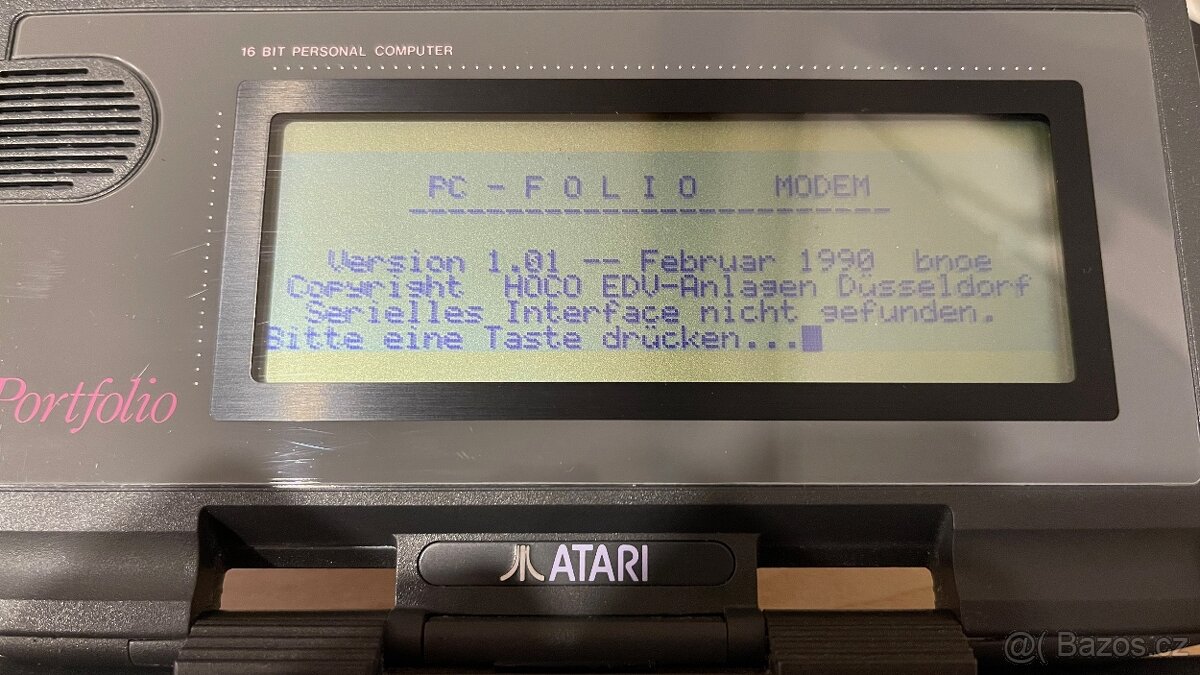 16 BIT PERSONAL COMPUTER
PC - F O L I O MODEM
------------------------
Version 1.01 -- Februar 1990 bnoe
Copyright HOCO EDV-Anlagen Düsseldorf
Serielles Interface nicht gefunden.
Bitte eine Taste drücken...
Portfolio
ATARI
@( Bazos.cz